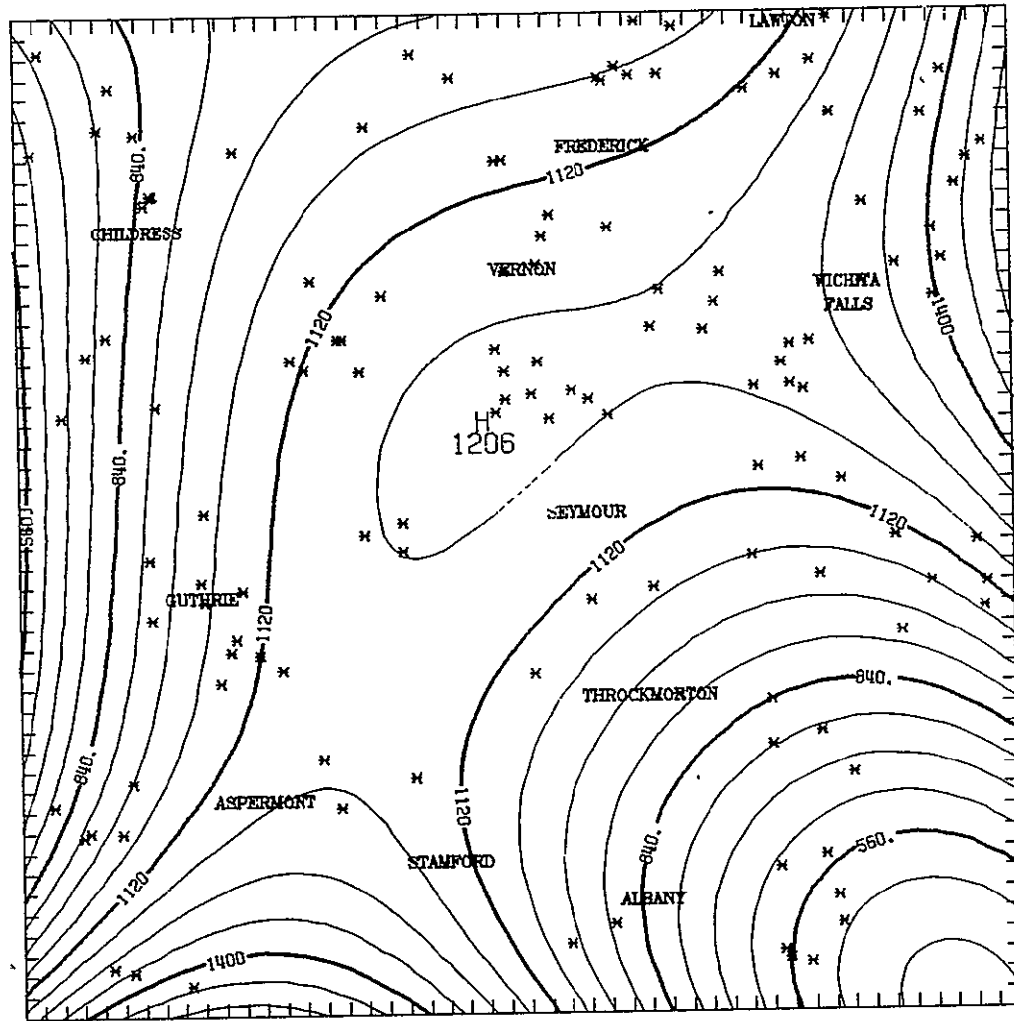 LAWTON
840.
FREDERICK
1120
CHILDRESS
VERNON
WICHITA
FALLS
1120
1400
H
1206
840.
560.
SEYMOUR
1120
1120
GUTHRIE
1120
THROCKMORTON
840.
840.
ASPERMONT
1120
840.
560.
STAMFORD
1120
ALBANY
1400